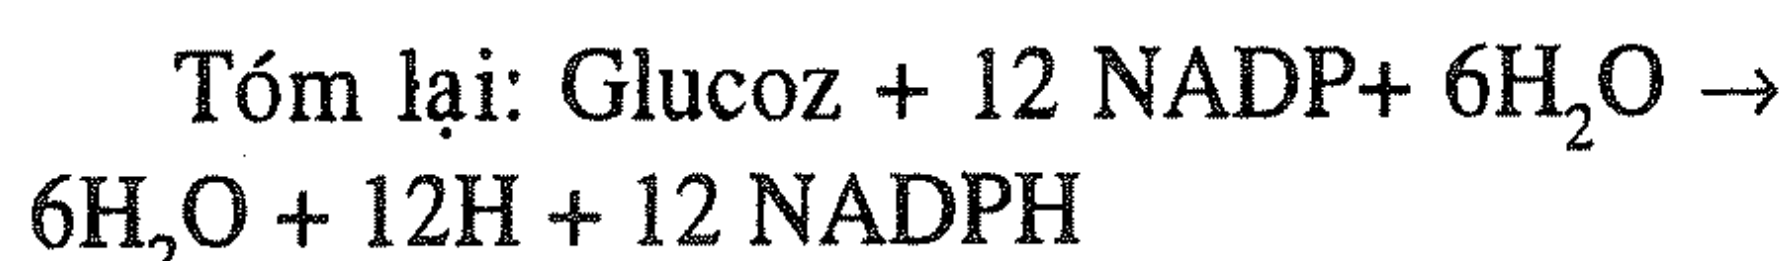 Tóm lại: Glucoz + 12 NADP+ 6H₂O →
6H₂O + 12H + 12 NADPH